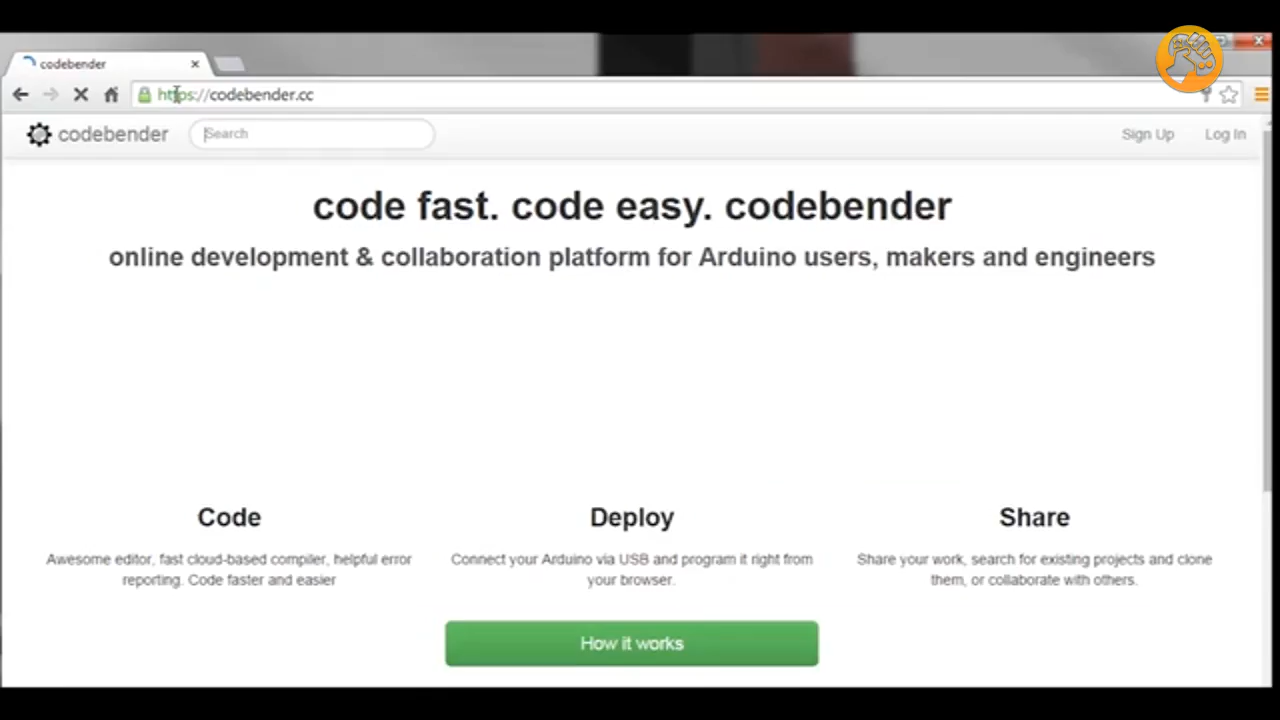 codebender
https://codebender.cc
codebender
Search
Sign Up
Log In
code fast. code easy. codebender
online development & collaboration platform for Arduino users, makers and engineers
Code
Awesome editor, fast cloud-based compiler, helpful error
reporting. Code faster and easier
Deploy
Connect your Arduino via USB and program it right from
your browser.
Share
Share your work, search for existing projects and clone
them, or collaborate with others.
How it works